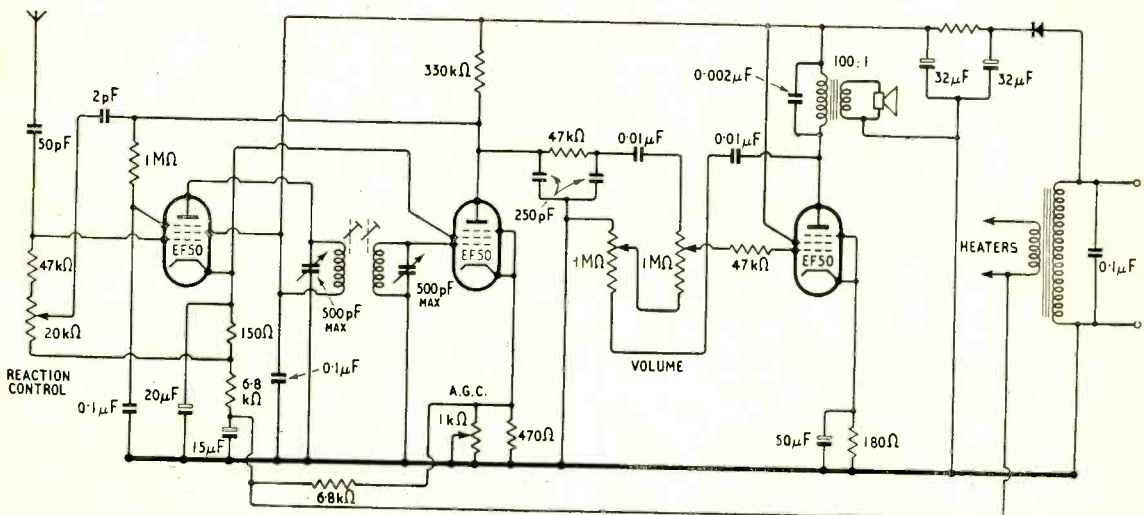 330kΩ
2pF
50pF
1MΩ
EF50
47kΩ
20kΩ
REACTION
CONTROL
0·1μF
20μF
150Ω
6·8
kΩ
15μF
0·1μF
500pF
MAX
500pF
MAX
EF50
A.G.C.
1kΩ
470Ω
6·8kΩ
47kΩ
0·01μF
250pF
1MΩ
1MΩ
VOLUME
47kΩ
0·01μF
0·002μF
100:1
EF50
50μF
180Ω
32μF
32μF
HEATERS
0·1μF